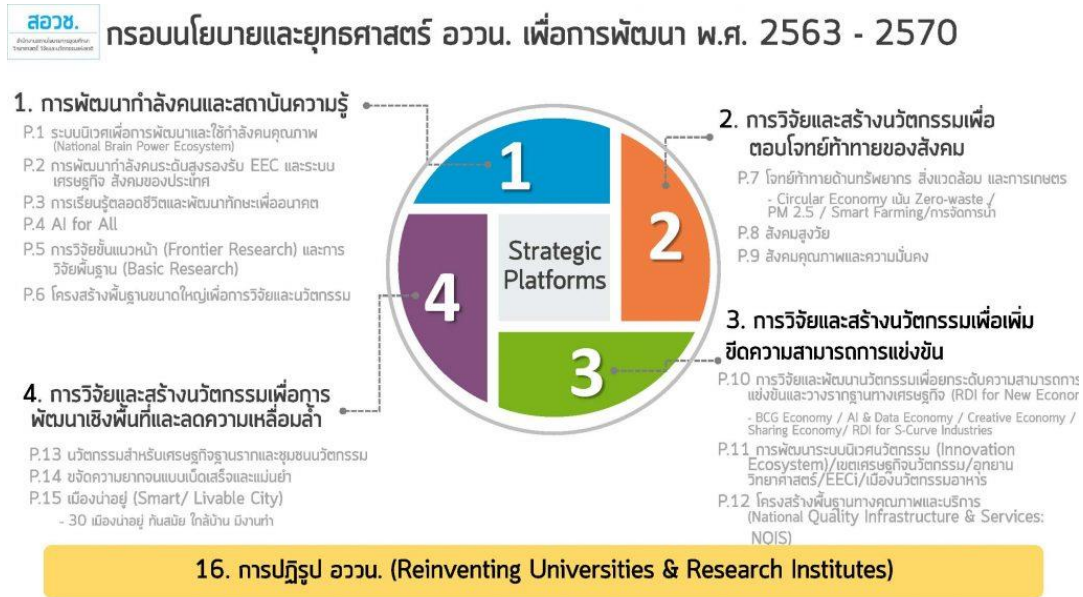 สอวช.
สำนักงานสภานโยบายการอุดมศึกษา
วิทยาศาสตร์ วิจัยและนวัตกรรมแห่งชาติ
กรอบนโยบายและยุทธศาสตร์ อววน. เพื่อการพัฒนา พ.ศ. 2563 - 2570
1. การพัฒนากำลังคนและสถาบันความรู้
P.1 ระบบนิเวศเพื่อการพัฒนาและใช้กำลังคนคุณภาพ
(National Brain Power Ecosystem)
P.2 การพัฒนากำลังคนระดับสูงรองรับ EEC และระบบ
เศรษฐกิจ สังคมของประเทศ
P.3 การเรียนรู้ตลอดชีวิตและพัฒนาทักษะเพื่ออนาคต
P.4 AI for All
P.5 การวิจัยขั้นแนวหน้า (Frontier Research) และการ
วิจัยพื้นฐาน (Basic Research)
P.6 โครงสร้างพื้นฐานขนาดใหญ่เพื่อการวิจัยและนวัตกรรม
1
2
3
4
Strategic
Platforms
2. การวิจัยและสร้างนวัตกรรมเพื่อ
ตอบโจทย์ท้าทายของสังคม
P.7 โจทย์ท้าทายด้านทรัพยากร สิ่งแวดล้อม และการเกษตร
- Circular Economy เน้น Zero-waste /
PM 2.5 / Smart Farming/การจัดการน้ำ
P.8 สังคมสูงวัย
P.9 สังคมคุณภาพและความมั่นคง
3. การวิจัยและสร้างนวัตกรรมเพื่อเพิ่ม
ขีดความสามารถการแข่งขัน
P.10 การวิจัยและพัฒนานวัตกรรมเพื่อยกระดับความสามารถการ
แข่งขันและวางรากฐานทางเศรษฐกิจ (RDI for New Econom
- BCG Economy / AI & Data Economy / Creative Economy /
Sharing Economy/ RDI for S-Curve Industries
P.11 การพัฒนาระบบนิเวศนวัตกรรม (Innovation
Ecosystem)/เขตเศรษฐกิจนวัตกรรม/อุทยาน
วิทยาศาสตร์/EECi/เมืองนวัตกรรมอาหาร
P.12 โครงสร้างพื้นฐานทางคุณภาพและบริการ
(National Quality Infrastructure & Services:
NQIS)
4. การวิจัยและสร้างนวัตกรรมเพื่อการ
พัฒนาเชิงพื้นที่และลดความเหลื่อมล้ำ
P.13 นวัตกรรมสำหรับเศรษฐกิจฐานรากและชุมชนนวัตกรรม
P.14 ขจัดความยากจนแบบเบ็ดเสร็จและแม่นยำ
P.15 เมืองน่าอยู่ (Smart/ Livable City)
- 30 เมืองน่าอยู่ ทันสมัย ใกล้บ้าน มีงานทำ
16. การปฏิรูป อววน. (Reinventing Universities & Research Institutes)